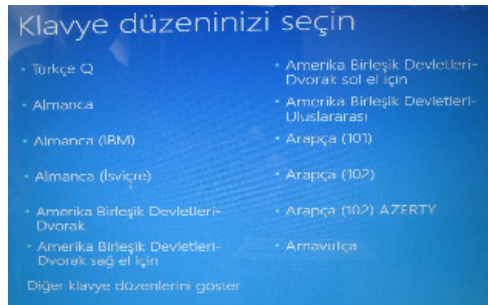 Klavye düzeninizi seçin
Türkçe Q
Almanca
Almanca (IBM)
Almanca (İsviçre)
Amerika Birleşik Devletleri-
Dvorak
Amerika Birleşik Devletleri-
Dvorak sağ el için
Amerika Birleşik Devletleri-
Dvorak sol el için
Amerika Birleşik Devletleri-
Uluslararası
Arapça (101)
Arapça (102)
Arapça (102) AZERTY
Arnavutça
Diğer klavye düzenlerini göster